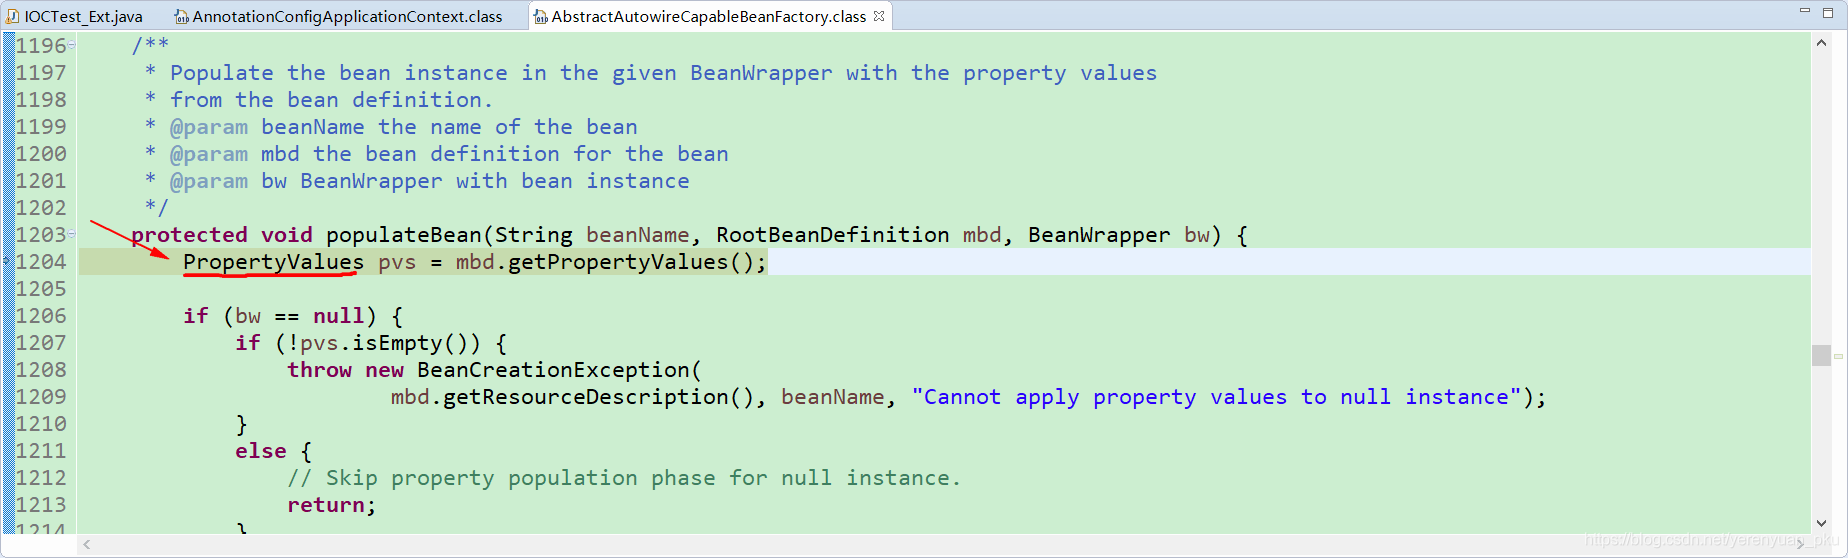 IOCTest_Ext.java AnnotationConfigApplicationContext.class AbstractAutowireCapableBeanFactory.class
1196 /**
1197 * Populate the bean instance in the given BeanWrapper with the property values
1198 * from the bean definition.
1199 * @param beanName the name of the bean
1200 * @param mbd the bean definition for the bean
1201 * @param bw BeanWrapper with bean instance
1202 */
1203 protected void populateBean(String beanName, RootBeanDefinition mbd, BeanWrapper bw) {
1204 PropertyValues pvs = mbd.getPropertyValues();
1205
1206 if (bw == null) {
1207 if (!pvs.isEmpty()) {
1208 throw new BeanCreationException(
1209 mbd.getResourceDescription(), beanName, "Cannot apply property values to null instance");
1210 }
1211 else {
1212 // Skip property population phase for null instance.
1213 return;
1214 }
https://blog.csdn.net/yerenyuan_pku